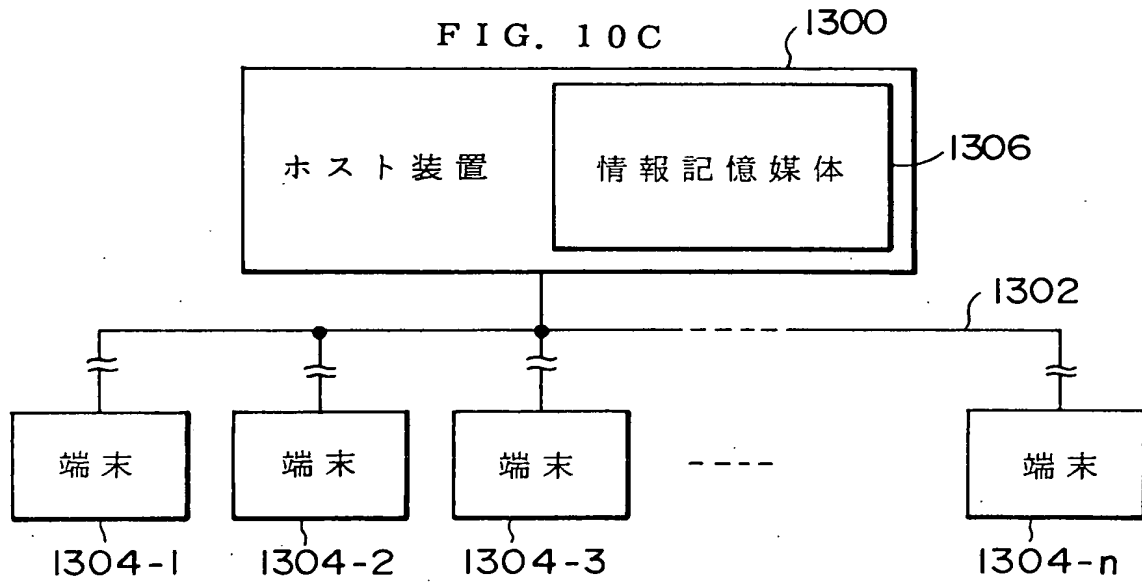 FIG. 10C
1300
ホスト装置
情報記憶媒体
1306
1302
端末
端末
端末
端末
1304-1
1304-2
1304-3
1304-n